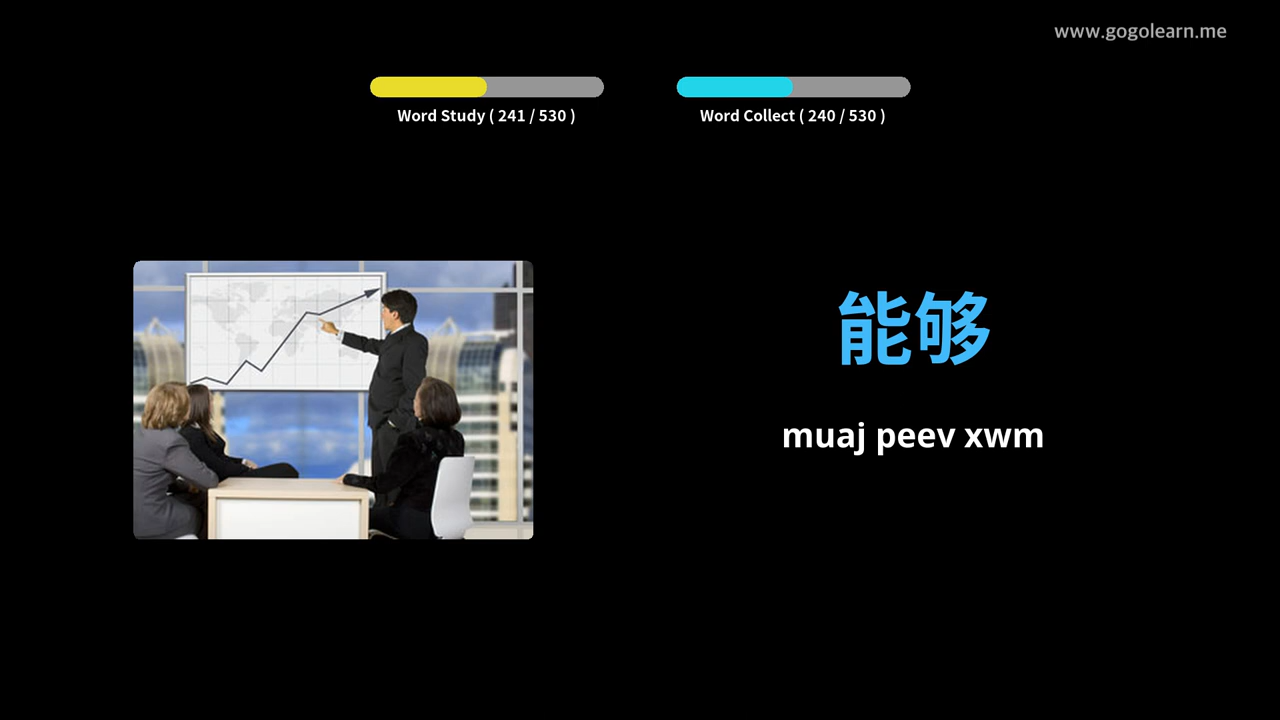 www.gogolearn.me
Word Study ( 241 / 530 )
Word Collect ( 240 / 530 )
能够
muaj peev xwm